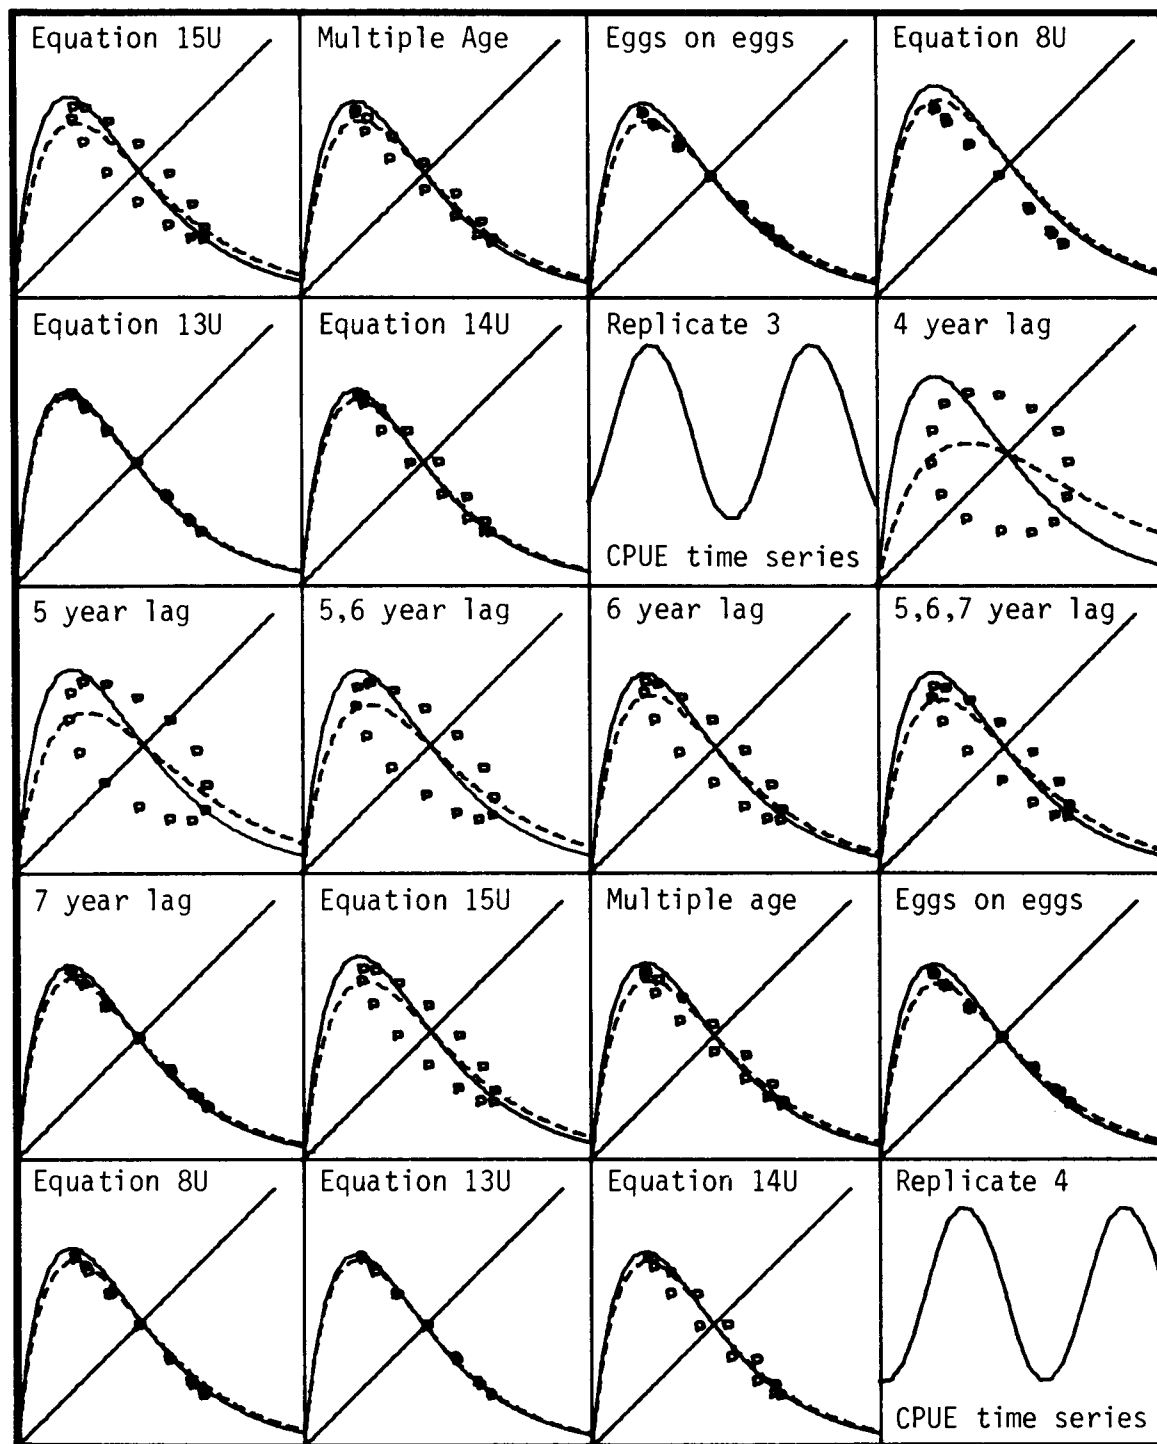 Equation 15U
Multiple Age
Eggs on eggs
Equation 8U
Equation 13U
Equation 14U
Replicate 3
CPUE time series
4 year lag
5 year lag
5,6 year lag
6 year lag
5,6,7 year lag
7 year lag
Equation 15U
Multiple age
Eggs on eggs
Equation 8U
Equation 13U
Equation 14U
Replicate 4
CPUE time series